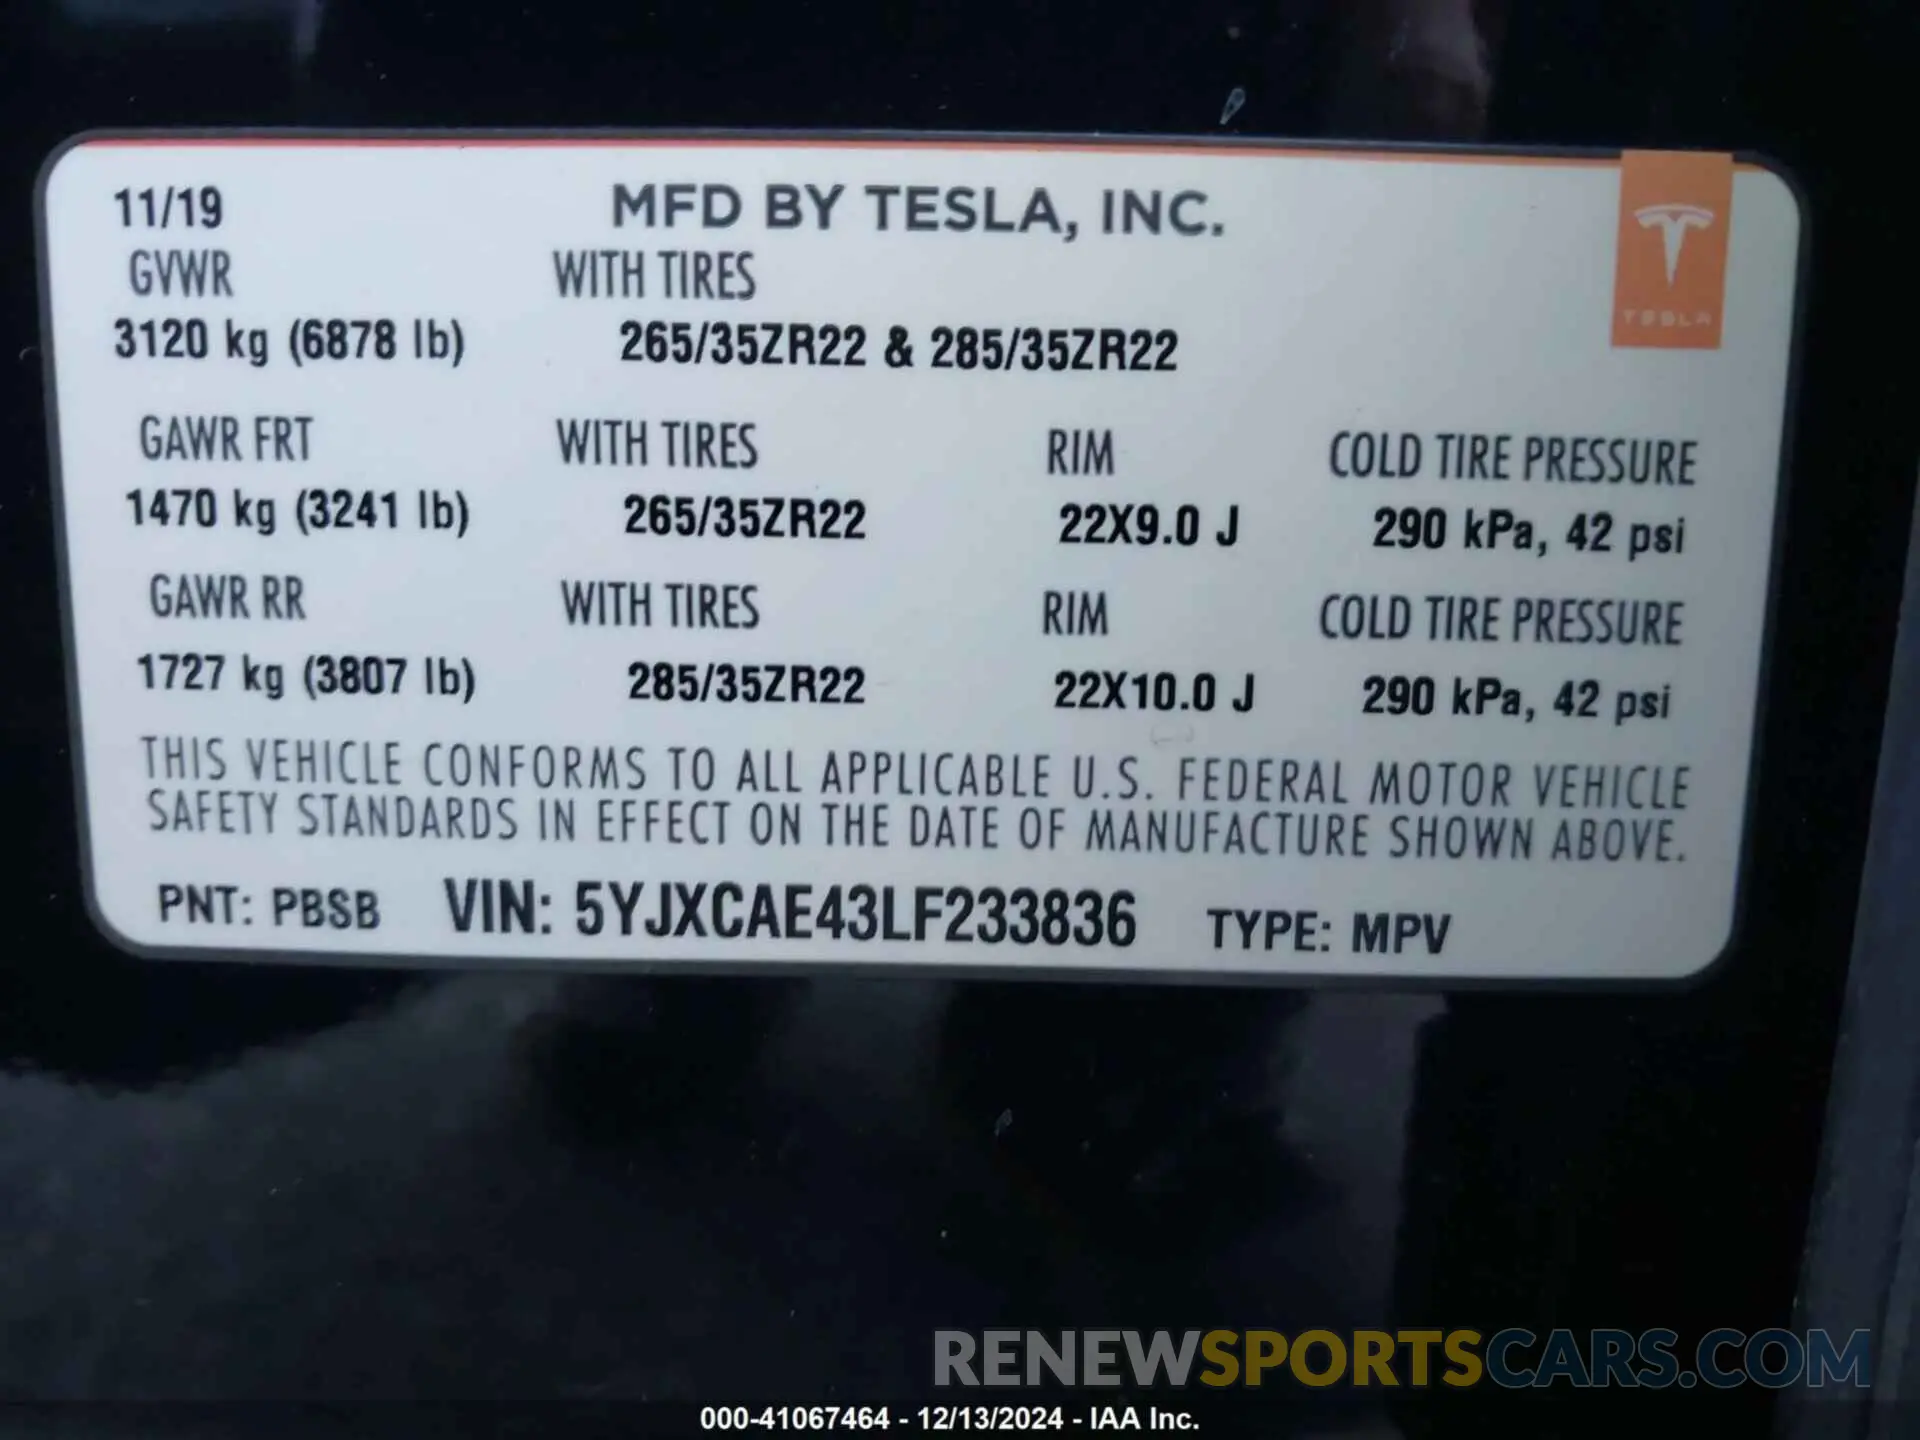 11/19 MFD BY TESLA, INC.
GVWR WITH TIRES
3120 kg (6878 lb) 265/35ZR22 & 285/35ZR22
TESLA
GAWR FRT WITH TIRES RIM COLD TIRE PRESSURE
1470 kg (3241 lb) 265/35ZR22 22X9.0 J 290 kPa, 42 psi
GAWR RR WITH TIRES RIM COLD TIRE PRESSURE
1727 kg (3807 lb) 285/35ZR22 22X10.0 J 290 kPa, 42 psi
THIS VEHICLE CONFORMS TO ALL APPLICABLE U.S. FEDERAL MOTOR VEHICLE
SAFETY STANDARDS IN EFFECT ON THE DATE OF MANUFACTURE SHOWN ABOVE.
PNT: PBSB VIN: 5YJXCAE43LF233836 TYPE: MPV
RENEWSPORTSCARS.COM
000-41067464 - 12/13/2024 - IAA Inc.